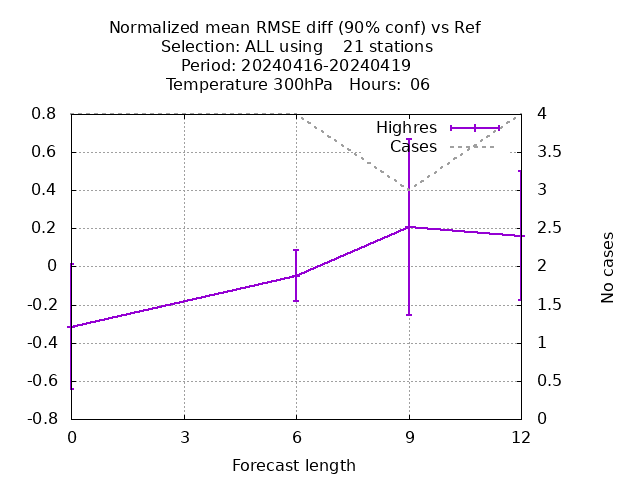 Normalized mean RMSE diff (90% conf) vs Ref
Selection: ALL using    21 stations
Period: 20240416-20240419
Temperature 300hPa   Hours:  06
Highres
Cases
0.8
0.6
0.4
0.2
0
-0.2
-0.4
-0.6
-0.8
4
3.5
3
2.5
2
1.5
1
0.5
0
No cases
0 3 6 9 12
Forecast length